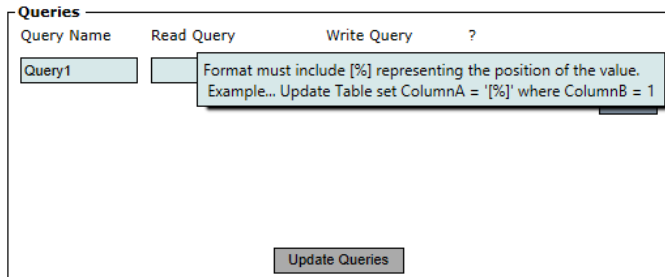 Queries
Query Name Read Query Write Query ?
Query1
Format must include [%] representing the position of the value.
Example... Update Table set ColumnA = '[%]' where ColumnB = 1
Update Queries